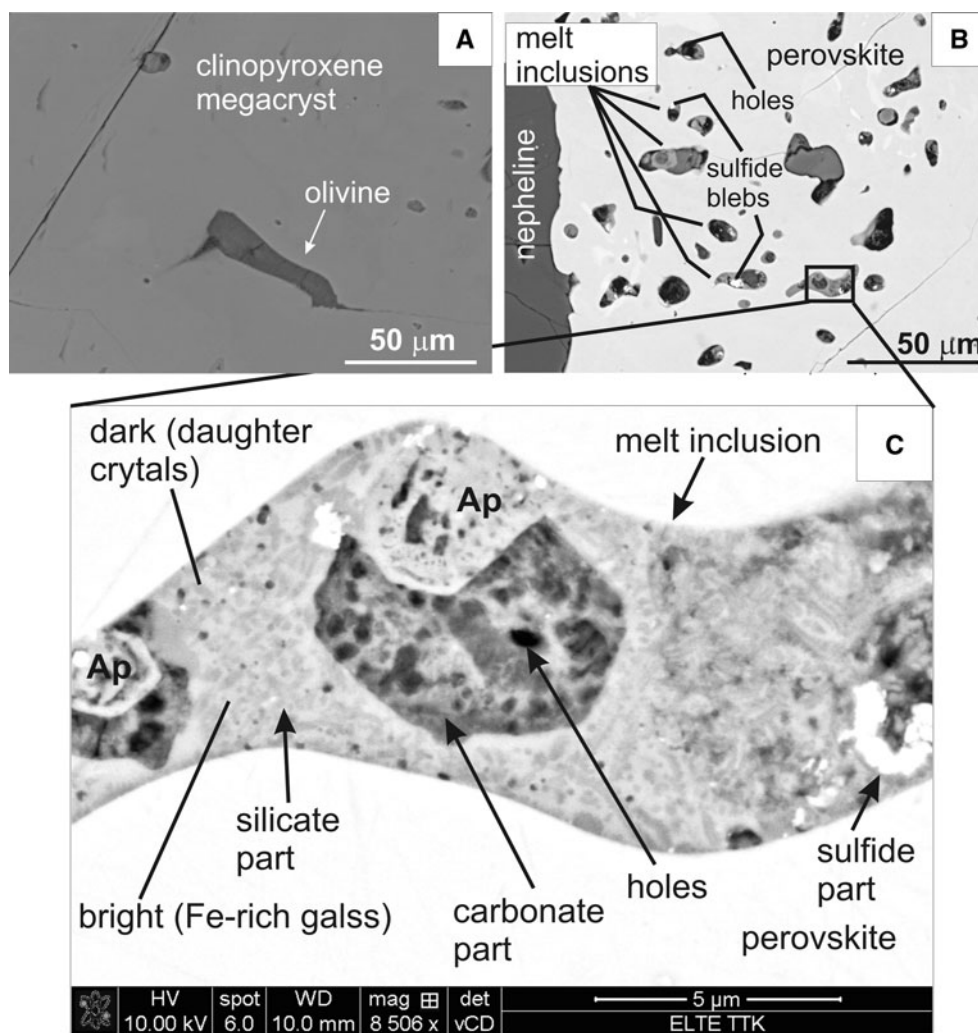 A
clinopyroxene
megacryst
olivine
50 μm
B
melt
inclusions
perovskite
holes
nepheline
sulfide
blebs
50 μm
C
dark (daughter
crytals)
melt inclusion
Ap
Ap
silicate
part
bright (Fe-rich galss)
carbonate
part
holes
sulfide
part
perovskite
HV
10.00 kV
spot
6.0
WD
10.0 mm
mag ⊞
8 506 x
det
vCD
5 μm
ELTE TTK